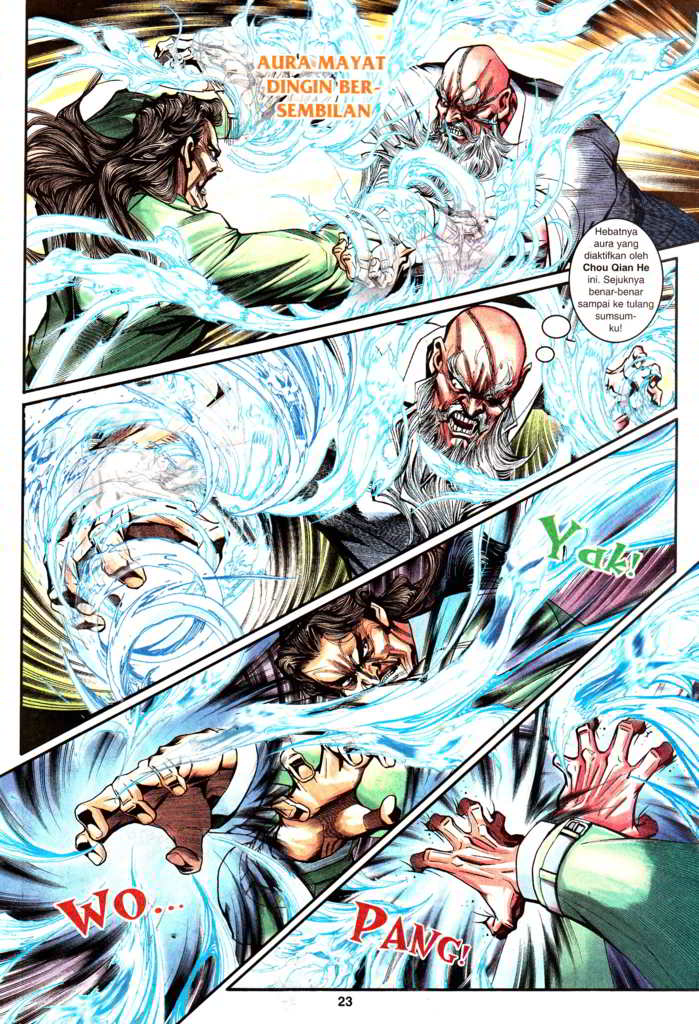 AURA MAYAT
DINGIN BER-
SEMBILAN
Hebatnya
aura yang
diaktifkan oleh
Chou Qian He
ini. Sejuknya
benar-benar
sampai ke tulang
sumsum-
ku!
Yak!
WO...
PANG!
23